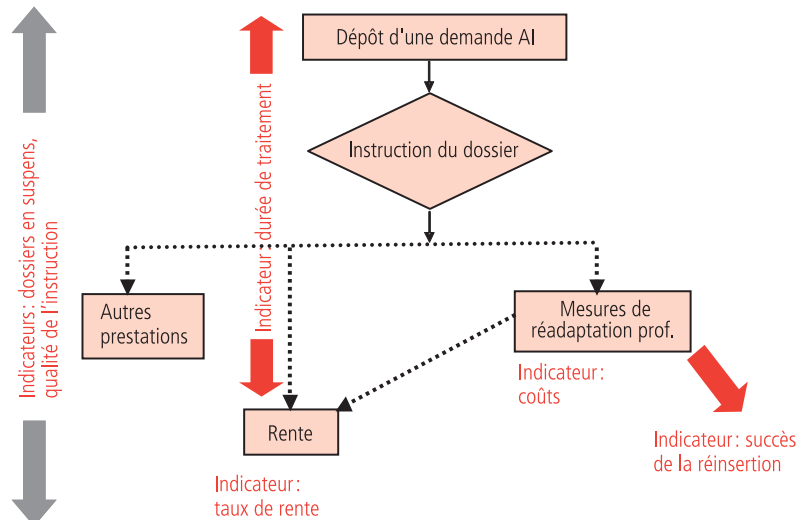 Dépôt d'une demande AI
Instruction du dossier
Indicateurs : dossiers en suspens,
qualité de l'instruction
Indicateur : durée de traitement
Autres
prestations
Mesures de
réadaptation prof.
Indicateur :
coûts
Rente
Indicateur : succès
de la réinsertion
Indicateur :
taux de rente